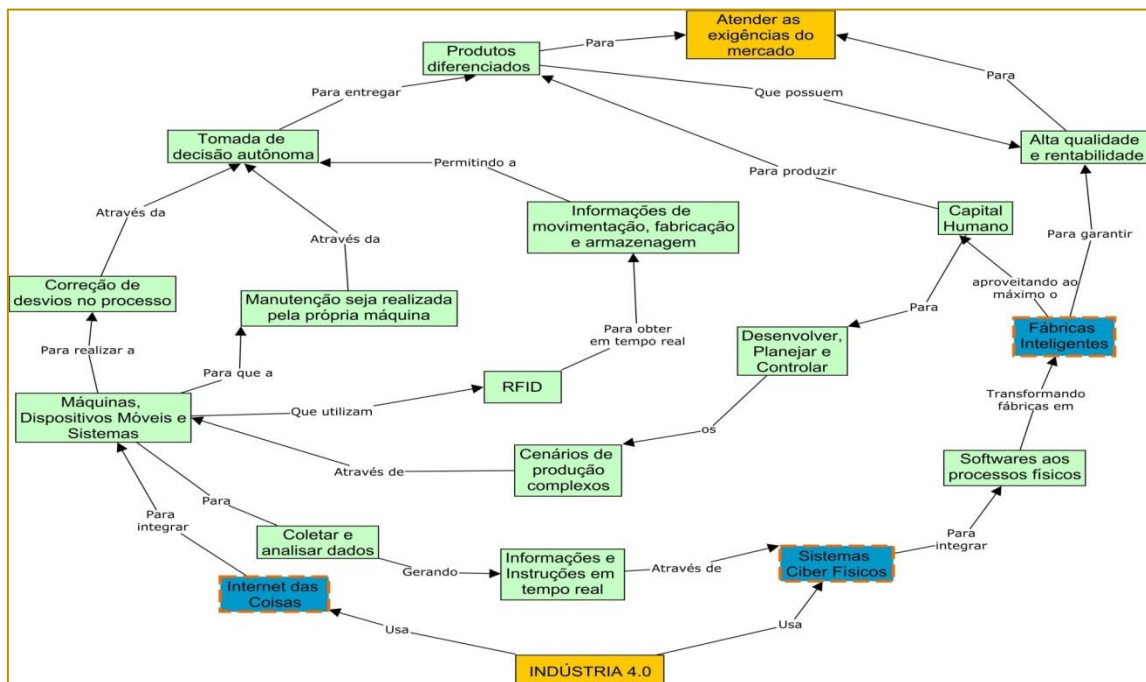 Atender as
exigências do
mercado
Para
Produtos
diferenciados
Para
Para entregar
Que possuem
Tomada de
decisão autônoma
Permitindo a
Alta qualidade
e rentabilidade
Para produzir
Através da
Informações de
movimentação, fabricação
e armazenagem
Capital
Humano
Através da
Para garantir
Correção de
desvios no processo
Manutenção seja realizada
pela própria máquina
aproveitando ao
máximo o
Para
Para obter
em tempo real
Desenvolver,
Planejar e
Controlar
Fábricas
Inteligentes
Para realizar a
Para que a
RFID
Transformando
fábricas em
Máquinas,
Dispositivos Móveis e
Sistemas
Que utilizam
os
Cenários de
produção
complexos
Através de
Softwares aos
processos físicos
Para
Para
integrar
Coletar e
analisar dados
Para
integrar
Informações e
Instruções em
tempo real
Sistemas
Ciber Físicos
Gerando
Através de
Internet das
Coisas
Usa
Usa
INDÚSTRIA 4.0